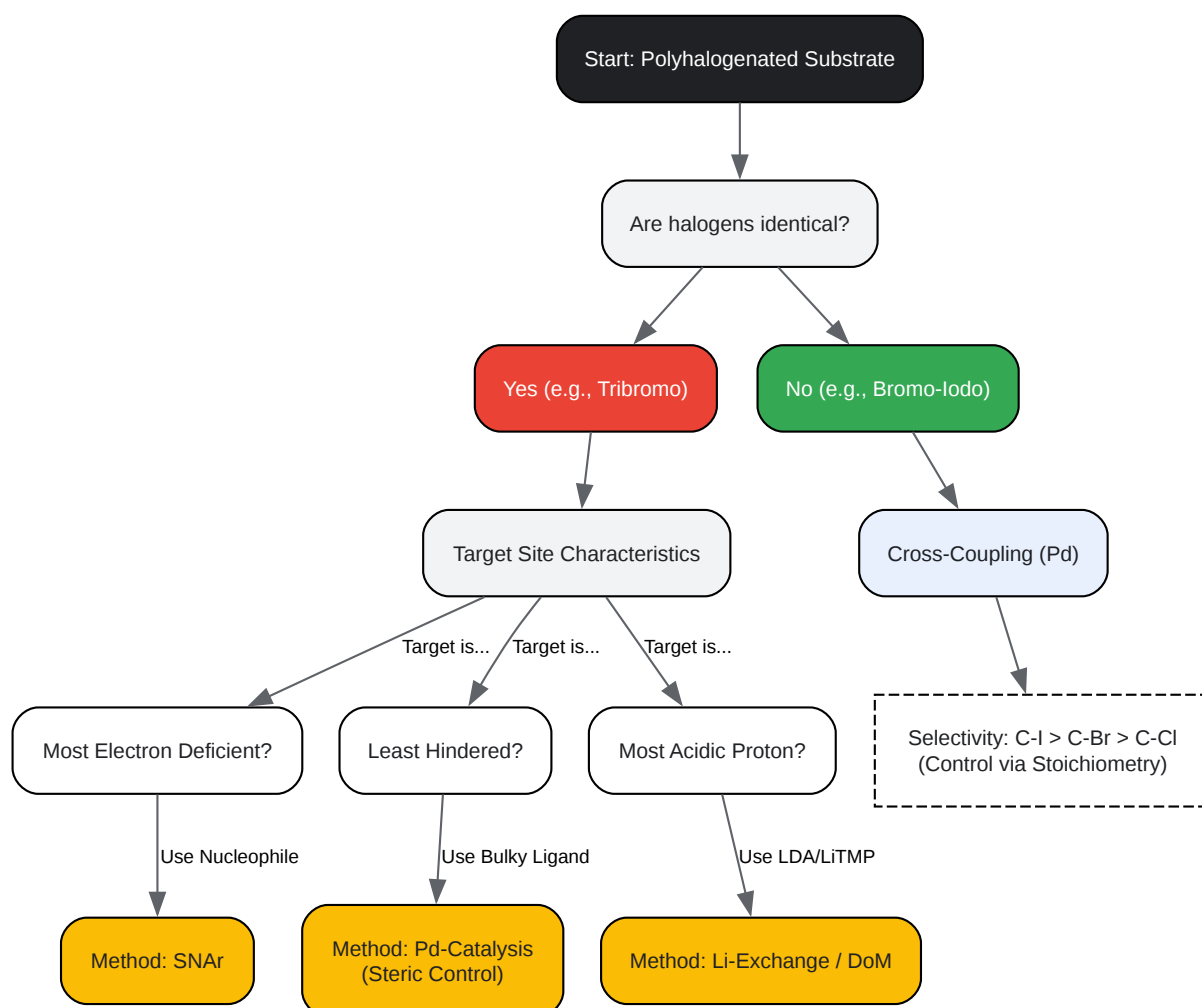 Start: Polyhalogenated Substrate
Are halogens identical?
Yes (e.g., Tribromo)
No (e.g., Bromo-Iodo)
Target Site Characteristics
Cross-Coupling (Pd)
Target is...
Target is...
Target is...
Most Electron Deficient?
Least Hindered?
Most Acidic Proton?
Selectivity: C-I > C-Br > C-Cl
(Control via Stoichiometry)
Use Nucleophile
Use Bulky Ligand
Use LDA/LiTMP
Method: SNAr
Method: Pd-Catalysis
(Steric Control)
Method: Li-Exchange / DoM